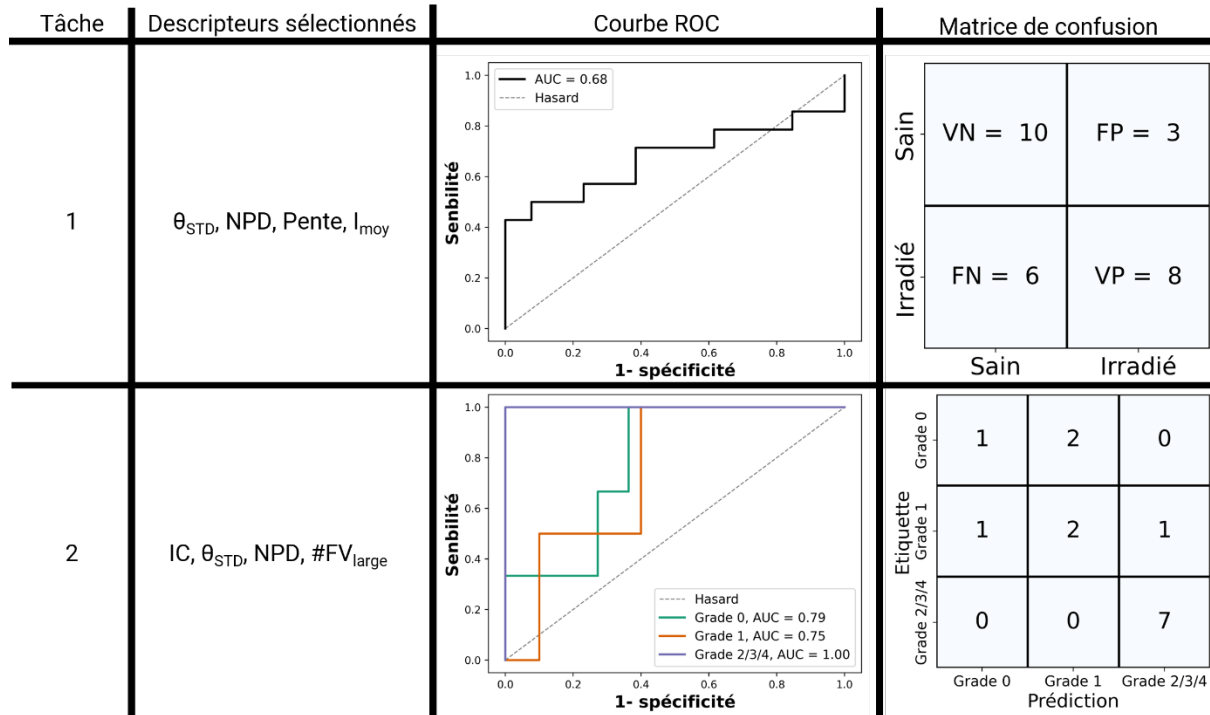 Tâche
Descripteurs sélectionnés
Courbe ROC
Matrice de confusion
1
θSTD, NPD, Pente, Imoy
AUC = 0.68
Hasard
1.0
0.8
0.6
0.4
0.2
0.0
Senbilité
0.0 0.2 0.4 0.6 0.8 1.0
1- spécificité
Sain
VN = 10
FP = 3
Irradié
FN = 6
VP = 8
Sain
Irradié
2
IC, θSTD, NPD, #FVlarge
1.0
0.8
0.6
0.4
0.2
0.0
Senbilité
Hasard
Grade 0, AUC = 0.79
Grade 1, AUC = 0.75
Grade 2/3/4, AUC = 1.00
0.0 0.2 0.4 0.6 0.8 1.0
1- spécificité
Etiquette
Grade 0
1 2 0
Grade 1
1 2 1
Grade 2/3/4
0 0 7
Grade 0 Grade 1 Grade 2/3/4
Prédiction